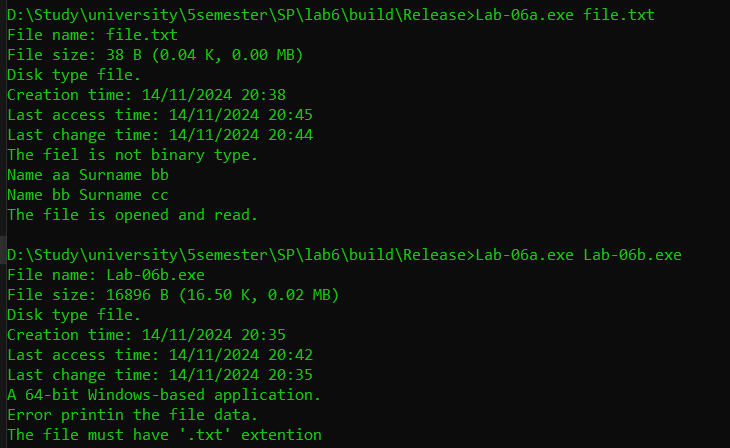 D:\Study\university\5semester\SP\lab6\build\Release>Lab-06a.exe file.txt
File name: file.txt
File size: 38 B (0.04 K, 0.00 MB)
Disk type file.
Creation time: 14/11/2024 20:38
Last access time: 14/11/2024 20:45
Last change time: 14/11/2024 20:44
The fiel is not binary type.
Name aa Surname bb
Name bb Surname cc
The file is opened and read.
D:\Study\university\5semester\SP\lab6\build\Release>Lab-06a.exe Lab-06b.exe
File name: Lab-06b.exe
File size: 16896 B (16.50 K, 0.02 MB)
Disk type file.
Creation time: 14/11/2024 20:35
Last access time: 14/11/2024 20:42
Last change time: 14/11/2024 20:35
A 64-bit Windows-based application.
Error printin the file data.
The file must have '.txt' extention